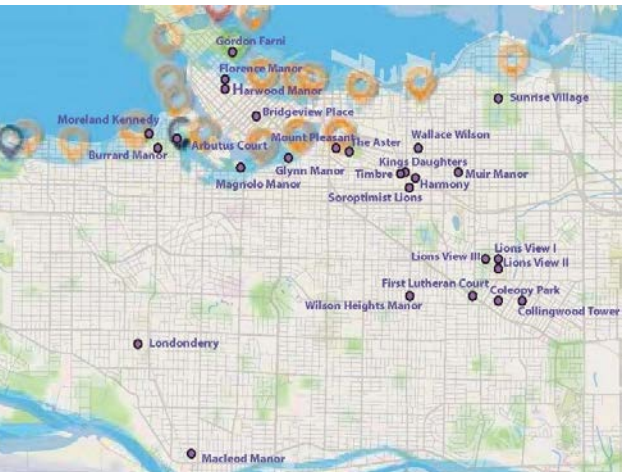 Gordon Farni
Florence Manor
Harwood Manor
Sunrise Village
Bridgeview Place
Moreland Kennedy
Mount Pleasant
The Aster
Wallace Wilson
Arbutus Court
Burrard Manor
Glynn Manor
Kings Daughters
Timbre
Muir Manor
Magnolo Manor
Harmony
Soroptimist Lions
Lions View I
Lions View III
Lions View II
First Lutheran Court
Coleopy Park
Wilson Heights Manor
Collingwood Tower
Londonderry
Macleod Manor